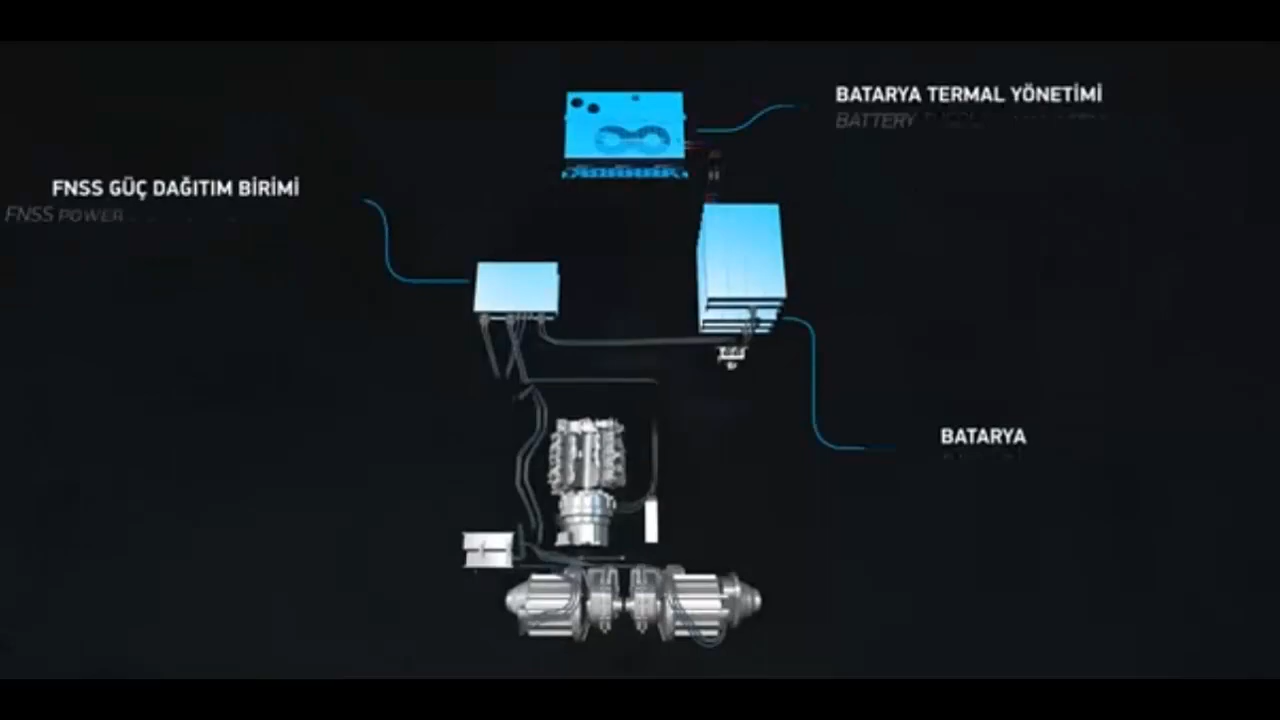 BATARYA TERMAL YÖNETİMİ
BATTERY
FNSS GÜÇ DAĞITIM BİRİMİ
FNSS POWER
BATARYA